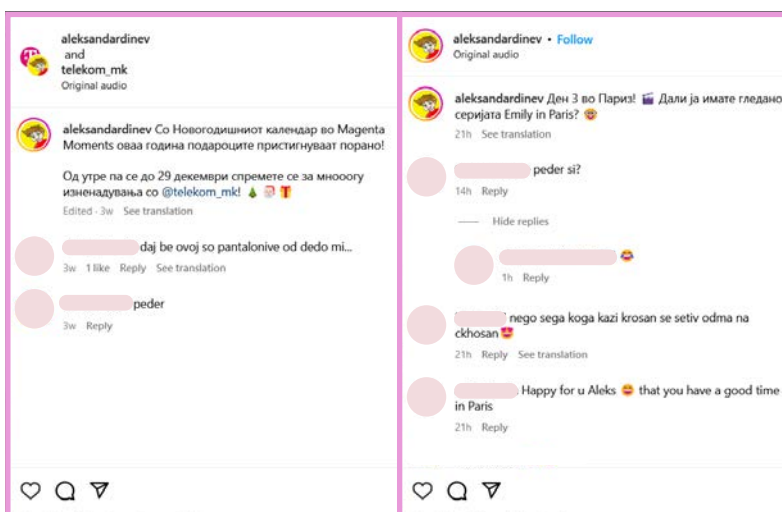 aleksandardinev
and
telekom_mk
Original audio
aleksandardinev Со Новогодишниот календар во Magenta
Moments оваа година подароците пристигнуваат порано!
Од утре па се до 29 декември спремете се за мнооогу
изненадувања со @telekom_mk! 🎄 🎅 🎁
Edited · 3w See translation
daj be ovoj so pantalonive od dedo mi...
3w 1 like Reply See translation
peder
3w Reply
aleksandardinev • Follow
Original audio
aleksandardinev Ден 3 во Париз! 🎬 Дали ја имате гледано
серијата Emily in Paris?
21h See translation
peder si?
14h Reply
Hide replies
😂
1h Reply
nego sega koga kazi krosan se setiv odma na
ckhosan 😍
21h Reply See translation
Happy for u Aleks 😄 that you have a good time
in Paris
21h Reply